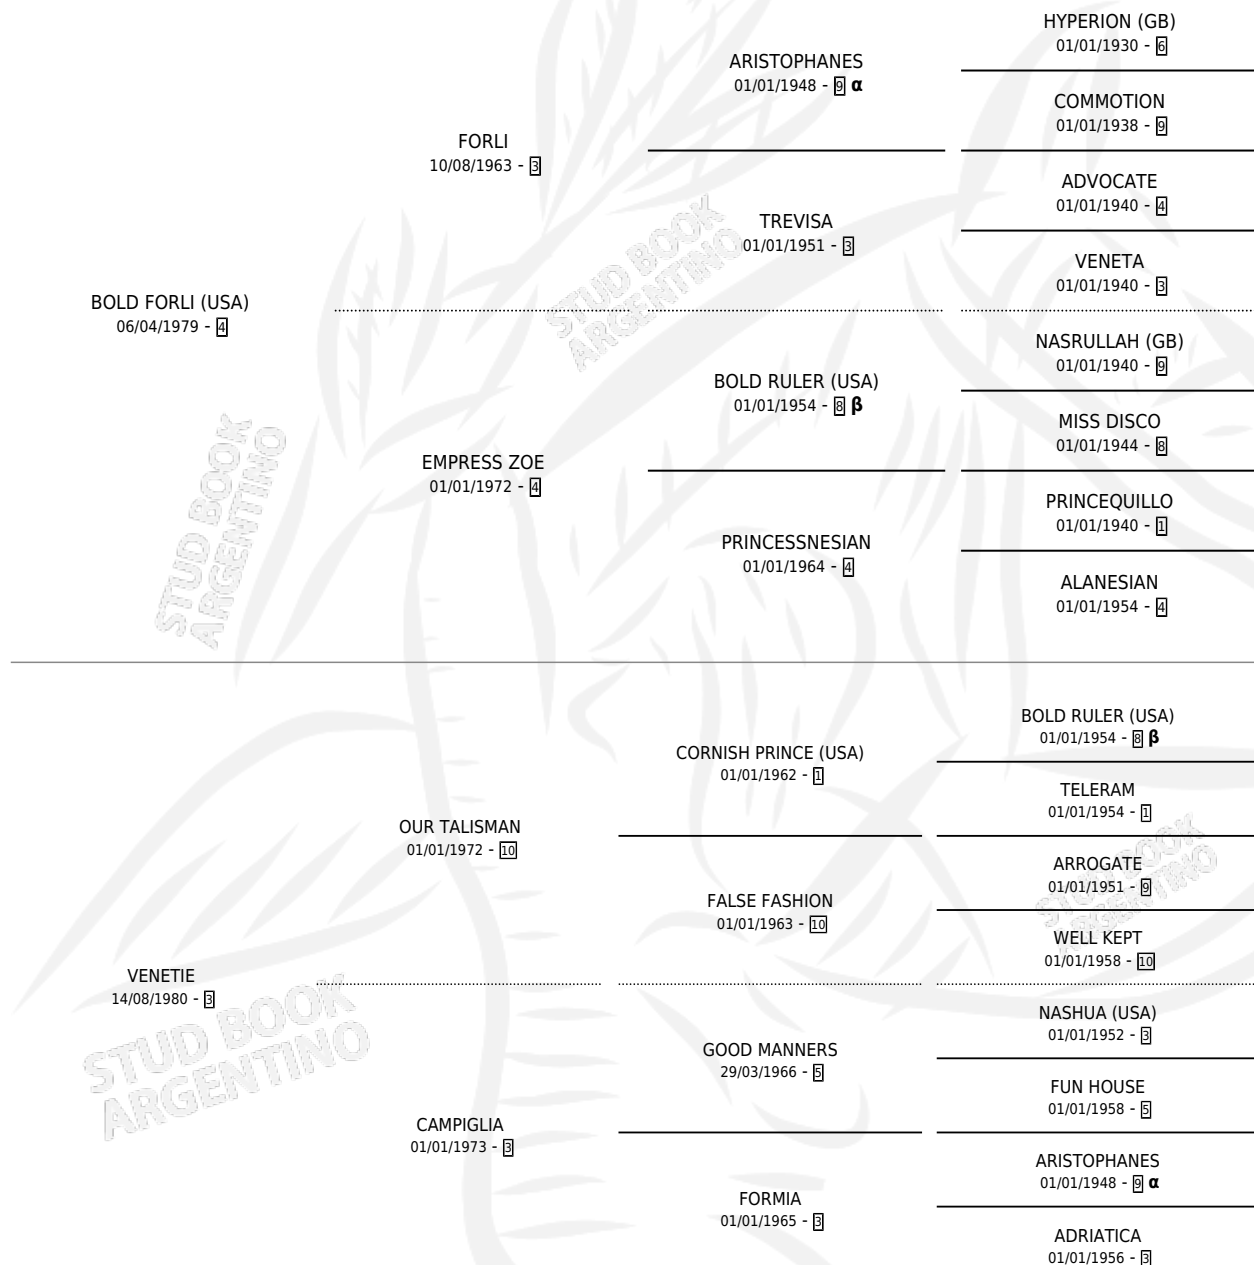 HYPERION (GB)
01/01/1930 - 6
ARISTOPHANES
01/01/1948 - 9 α
COMMOTION
01/01/1938 - 9
FORLI
10/08/1963 - 3
ADVOCATE
01/01/1940 - 4
TREVISA
01/01/1951 - 3
VENETA
01/01/1940 - 3
BOLD FORLI (USA)
06/04/1979 - 4
NASRULLAH (GB)
01/01/1940 - 9
BOLD RULER (USA)
01/01/1954 - 8 β
MISS DISCO
01/01/1944 - 8
EMPRESS ZOE
01/01/1972 - 4
PRINCEQUILLO
01/01/1940 - 1
PRINCESSNESIAN
01/01/1964 - 4
ALANESIAN
01/01/1954 - 4
BOLD RULER (USA)
01/01/1954 - 8 β
CORNISH PRINCE (USA)
01/01/1962 - 1
TELERAM
01/01/1954 - 1
OUR TALISMAN
01/01/1972 - 10
ARROGATE
01/01/1951 - 9
FALSE FASHION
01/01/1963 - 10
WELL KEPT
01/01/1958 - 10
VENETIE
14/08/1980 - 3
NASHUA (USA)
01/01/1952 - 3
GOOD MANNERS
29/03/1966 - 5
FUN HOUSE
01/01/1958 - 5
CAMPIGLIA
01/01/1973 - 3
ARISTOPHANES
01/01/1948 - 9 α
FORMIA
01/01/1965 - 3
ADRIATICA
01/01/1956 - 3
STUD BOOK
ARGENTINO
STUD BOOK
ARGENTINO
STUD BOOK
ARGENTINO
STUD BOOK
ARGENTINO